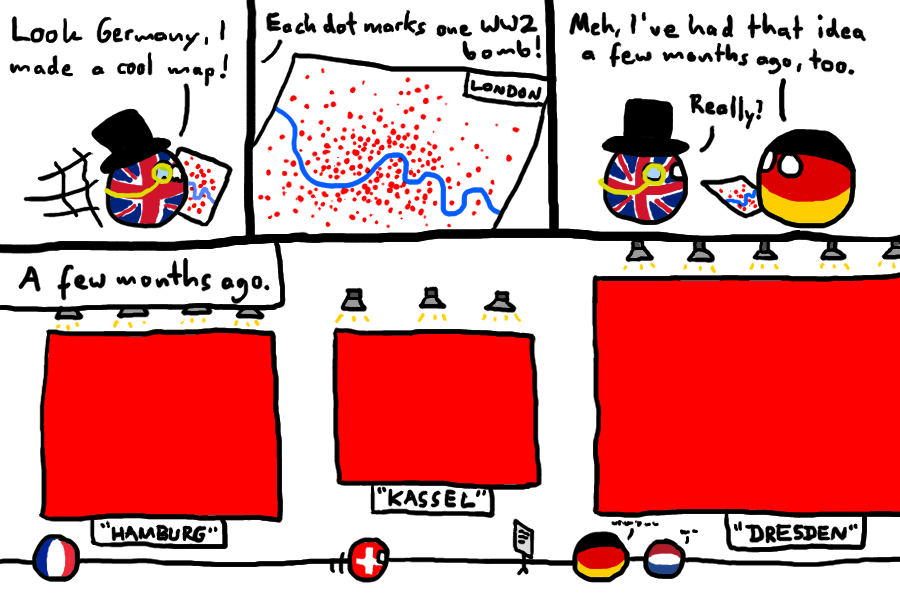 Look Germany, I
made a cool map!
Each dot marks one WW2
bomb!
LONDON
Meh, I've had that idea
a few months ago, too.
Really?
A few months ago.
"HAMBURG"
"KASSEL"
"DRESDEN"